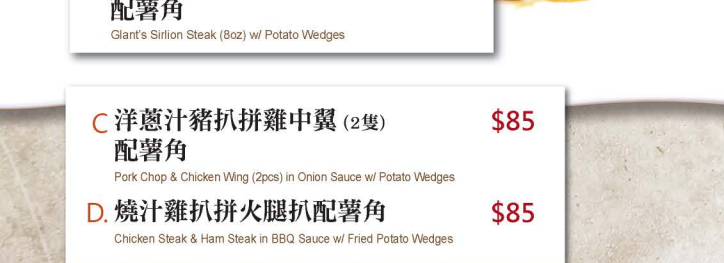 配薯角
Glant's Sirlion Steak (8oz) w/ Potato Wedges
C 洋蔥汁豬扒拼雞中翼 (2隻) $85
配薯角
Pork Chop & Chicken Wing (2pcs) in Onion Sauce w/ Potato Wedges
D. 燒汁雞扒拼火腿扒配薯角 $85
Chicken Steak & Ham Steak in BBQ Sauce w/ Fried Potato Wedges